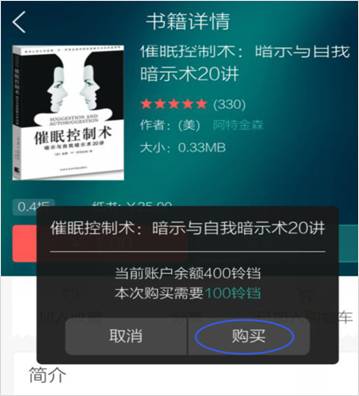 书籍详情
催眠控制术：暗示与自我
暗示术20讲
★★★★★ (330)
作者：(美) 阿特金森
大小：0.33MB
SUGGESTION AND
AUTOSUGGESTION
催眠控制术
暗示与自我暗示术20讲
0.4折
纸书：￥25.00
催眠控制术：暗示与自我暗示术20讲
当前账户余额400铃铛
本次购买需要100铃铛
取消 购买
简介